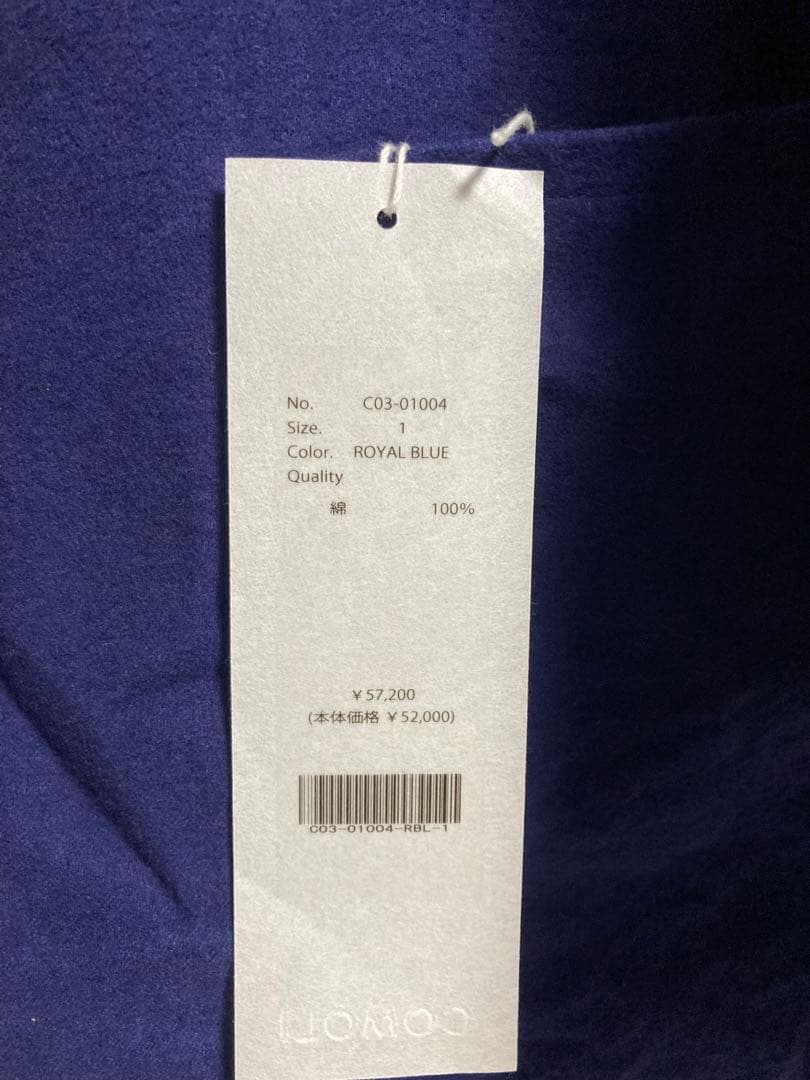 No. C03-01004
Size. 1
Color. ROYAL BLUE
Quality
綿 100%
￥57,200
(本体価格 ￥52,000)
C03-01004-RBL-1
COMOLI